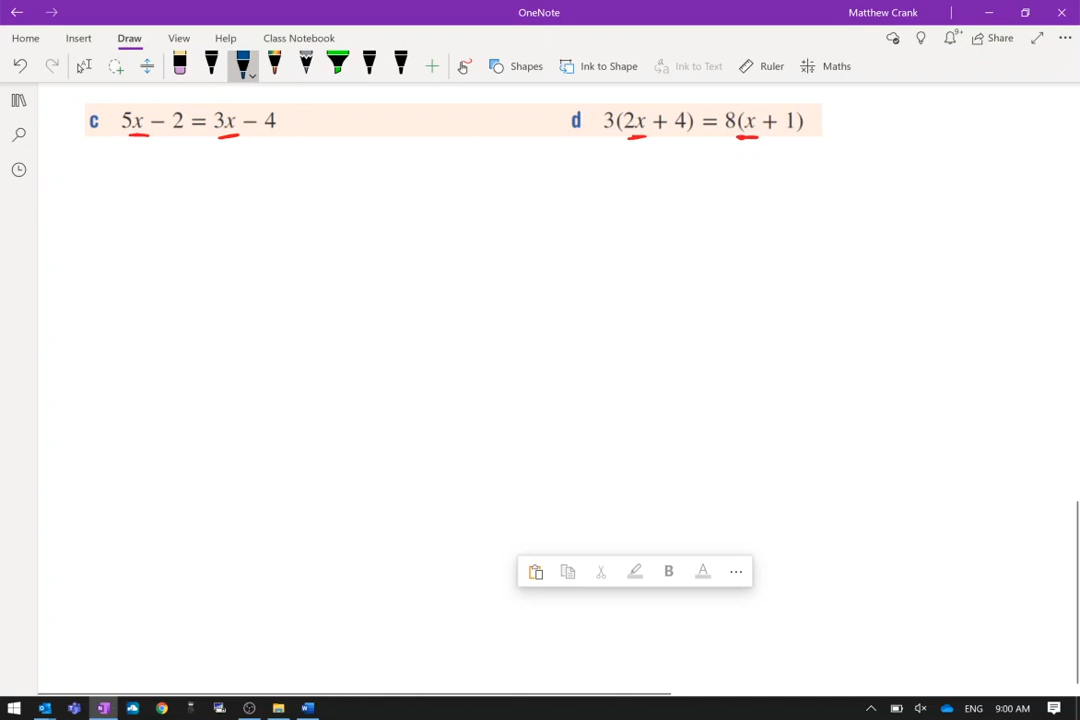 OneNote
Matthew Crank
Home Insert Draw View Help Class Notebook
9+ Share
Shapes Ink to Shape Ink to Text Ruler Maths
c 5x − 2 = 3x − 4
d 3(2x + 4) = 8(x + 1)
B A
ENG 9:00 AM